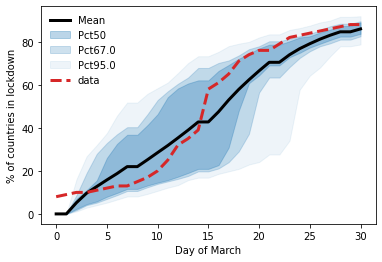 Mean
Pct50
Pct67.0
Pct95.0
data
% of countries in lockdown
80
60
40
20
0
0 5 10 15 20 25 30
Day of March